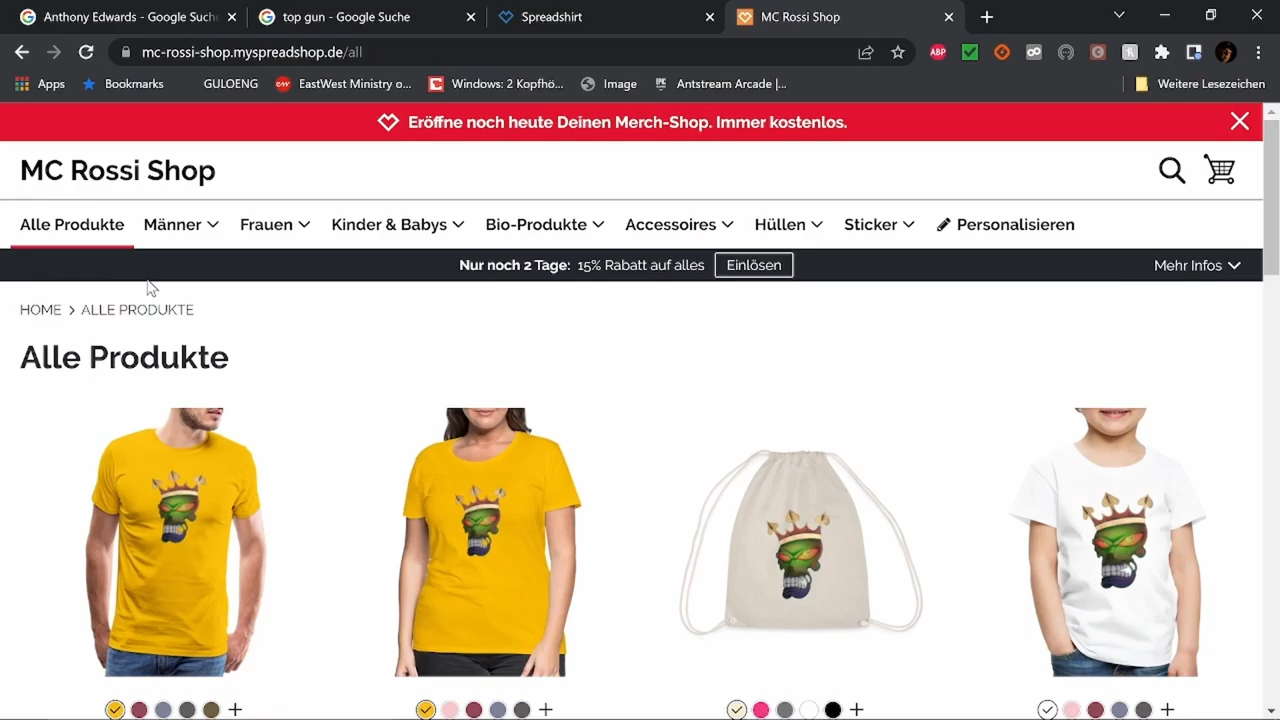 Anthony Edwards - Google Suche
top gun - Google Suche
Spreadshirt
MC Rossi Shop
mc-rossi-shop.myspreadshop.de/all
ABP
Apps
Bookmarks
GULOENG
EastWest Ministry o...
Windows: 2 Kopfhö...
Image
Antstream Arcade |...
Weitere Lesezeichen
Eröffne noch heute Deinen Merch-Shop. Immer kostenlos.
MC Rossi Shop
Alle Produkte Männer Frauen Kinder & Babys Bio-Produkte Accessoires Hüllen Sticker Personalisieren
Nur noch 2 Tage: 15% Rabatt auf alles Einlösen Mehr Infos
HOME > ALLE PRODUKTE
Alle Produkte